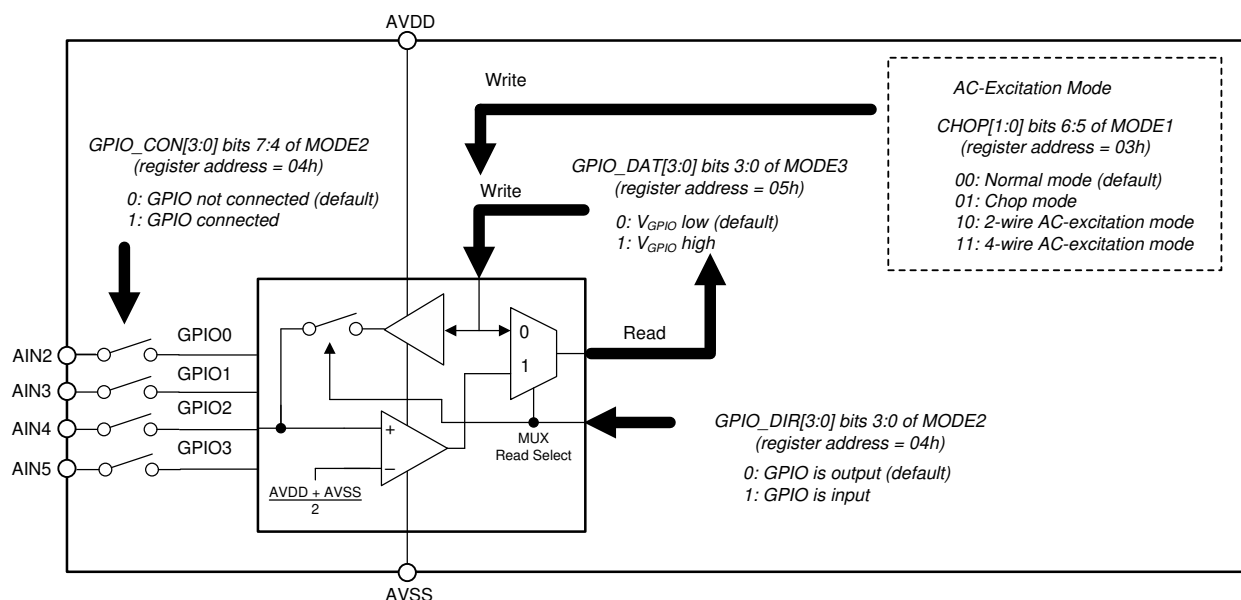 AVDD
Write
AC-Excitation Mode
CHOP[1:0] bits 6:5 of MODE1
(register address = 03h)
00: Normal mode (default)
01: Chop mode
10: 2-wire AC-excitation mode
11: 4-wire AC-excitation mode
GPIO_CON[3:0] bits 7:4 of MODE2
(register address = 04h)
0: GPIO not connected (default)
1: GPIO connected
GPIO_DAT[3:0] bits 3:0 of MODE3
(register address = 05h)
Write
0: VGPIO low (default)
1: VGPIO high
0
1
Read
AIN2
GPIO0
AIN3
GPIO1
AIN4
GPIO2
AIN5
GPIO3
+
−
AVDD + AVSS
2
MUX
Read Select
GPIO_DIR[3:0] bits 3:0 of MODE2
(register address = 04h)
0: GPIO is output (default)
1: GPIO is input
AVSS